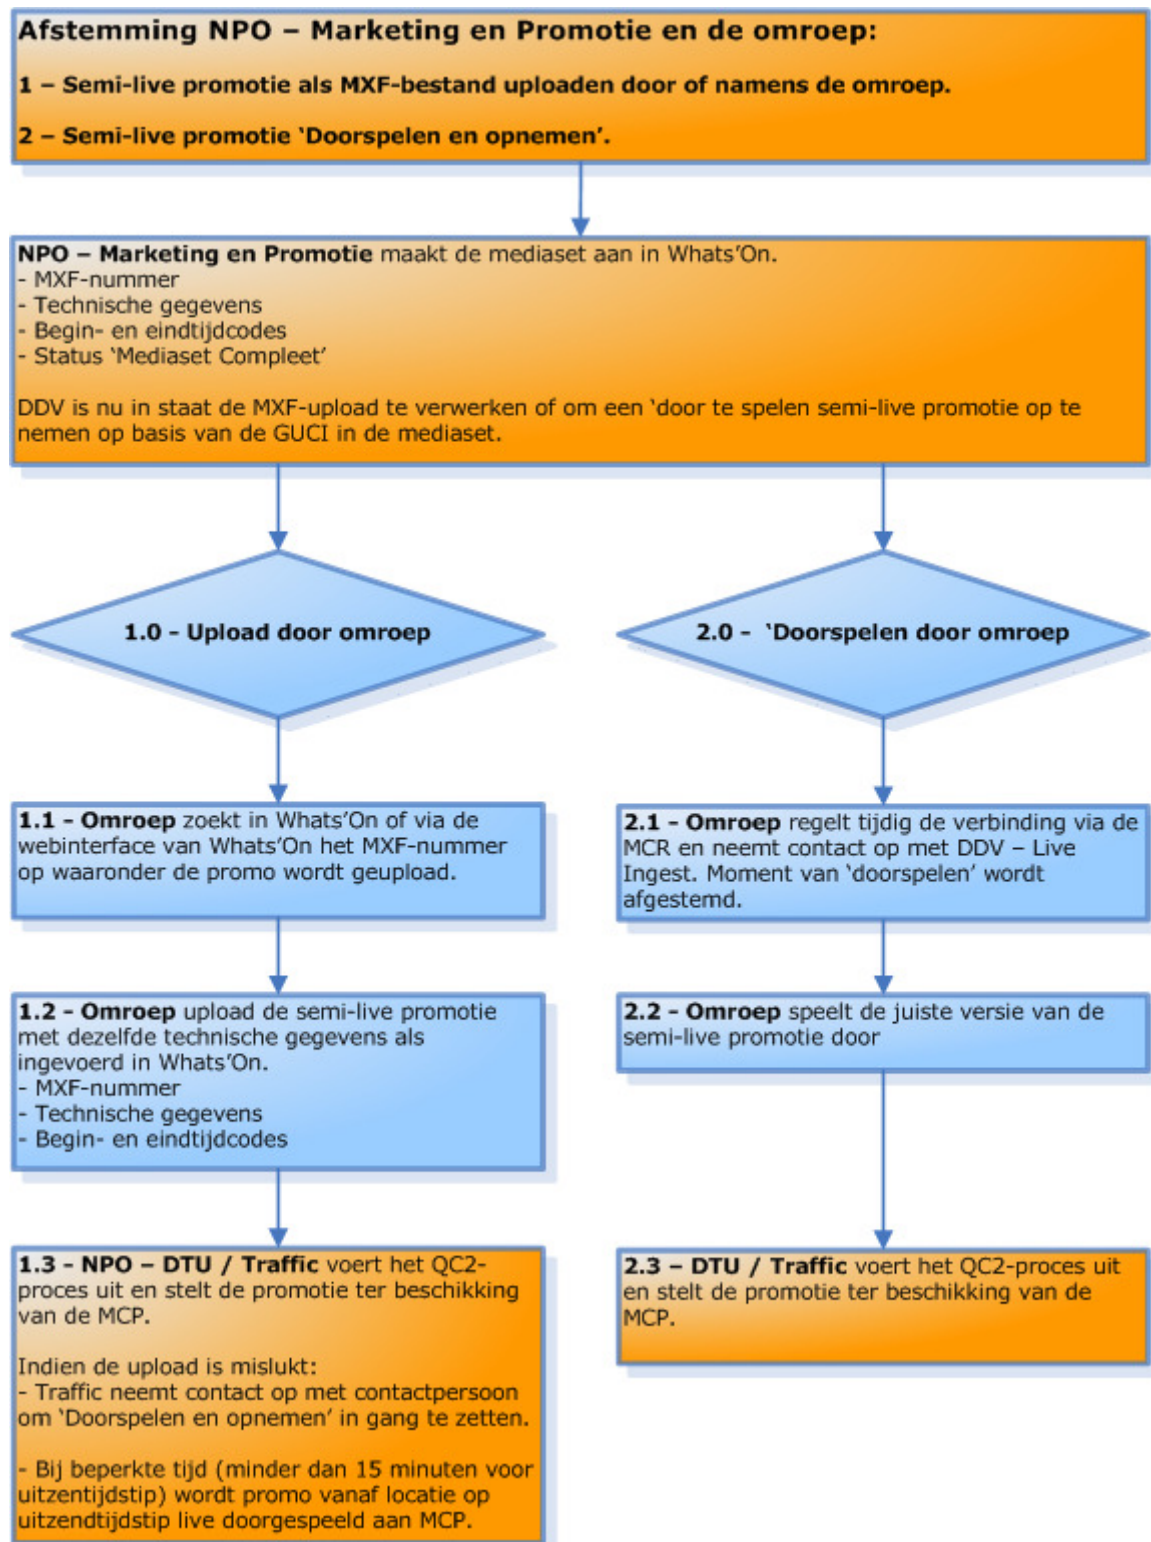 Afstemming NPO – Marketing en Promotie en de omroep:
1 – Semi-live promotie als MXF-bestand uploaden door of namens de omroep.
2 – Semi-live promotie ‘Doorspelen en opnemen’.
NPO – Marketing en Promotie maakt de mediaset aan in Whats’On.
- MXF-nummer
- Technische gegevens
- Begin- en eindtijdcodes
- Status ‘Mediaset Compleet’
DDV is nu in staat de MXF-upload te verwerken of om een ‘door te spelen semi-live promotie op te
nemen op basis van de GUCI in de mediaset.
1.0 - Upload door omroep
1.1 - Omroep zoekt in Whats’On of via de
webinterface van Whats’On het MXF-nummer
op waaronder de promo wordt geupload.
1.2 - Omroep upload de semi-live promotie
met dezelfde technische gegevens als
ingevoerd in Whats’On.
- MXF-nummer
- Technische gegevens
- Begin- en eindtijdcodes
1.3 - NPO – DTU / Traffic voert het QC2-
proces uit en stelt de promotie ter beschikking
van de MCP.
Indien de upload is mislukt:
- Traffic neemt contact op met contactpersoon
om ‘Doorspelen en opnemen’ in gang te zetten.
- Bij beperkte tijd (minder dan 15 minuten voor
uitzentijdstip) wordt promo vanaf locatie op
uitzendtijdstip live doorgespeeld aan MCP.
2.0 - ‘Doorspelen door omroep
2.1 - Omroep regelt tijdig de verbinding via de
MCR en neemt contact op met DDV – Live
Ingest. Moment van ‘doorspelen’ wordt
afgestemd.
2.2 - Omroep speelt de juiste versie van de
semi-live promotie door
2.3 – DTU / Traffic voert het QC2-proces uit
en stelt de promotie ter beschikking van de
MCP.